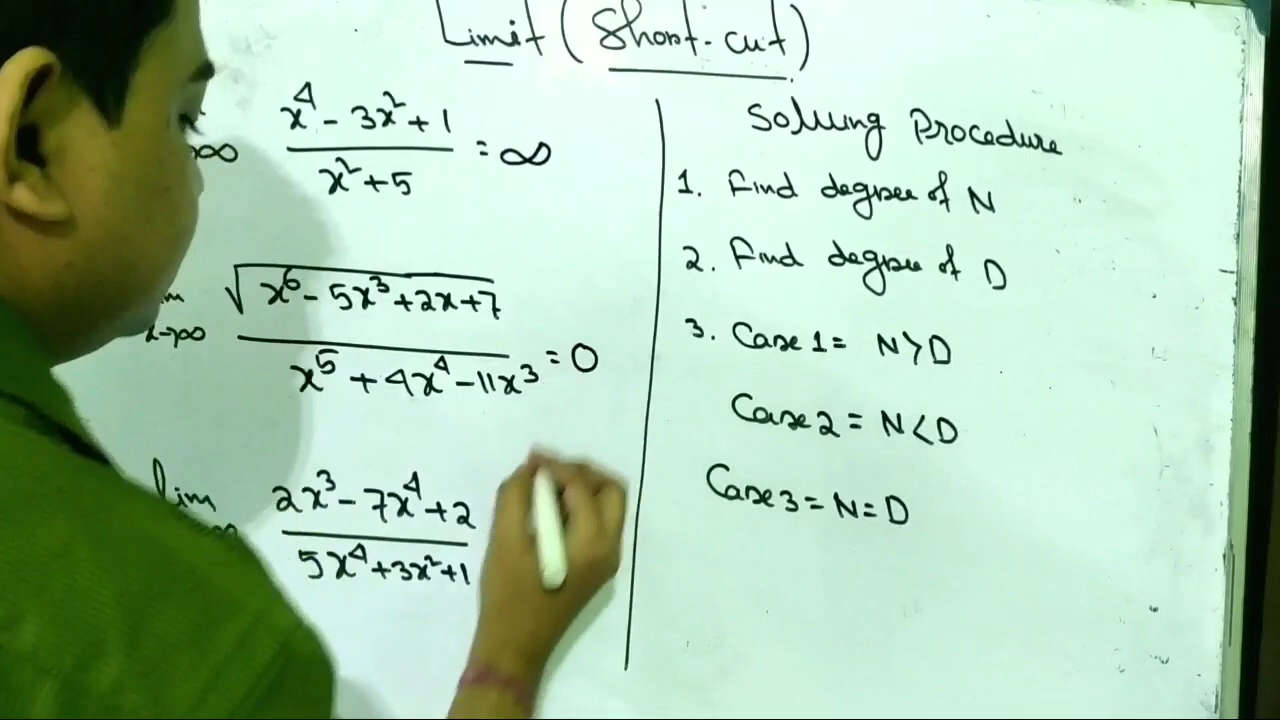 Limit (Short-cut)
→∞ x⁴ - 3x² + 1 / x² + 5 = ∞
x→∞ √(x⁶ - 5x³ + 2x + 7) / x⁵ + 4x⁴ - 11x³ = 0
lim 2x³ - 7x⁴ + 2 / 5x⁴ + 3x² + 1
Solving Procedure
1. Find degree of N
2. Find degree of D
3. Case 1 = N > D
Case 2 = N < D
Case 3 = N = D